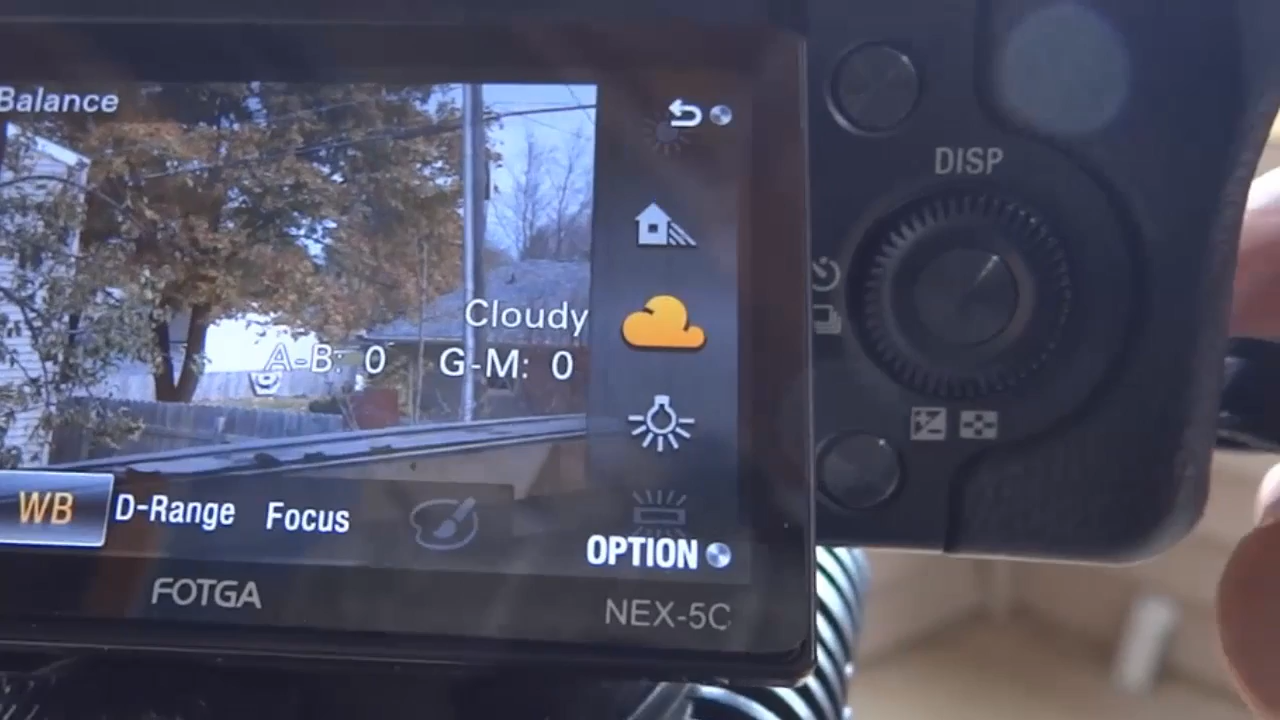 Balance
DISP
Cloudy
A-B: 0 G-M: 0
WB D-Range Focus
OPTION
FOTGA
NEX-5C